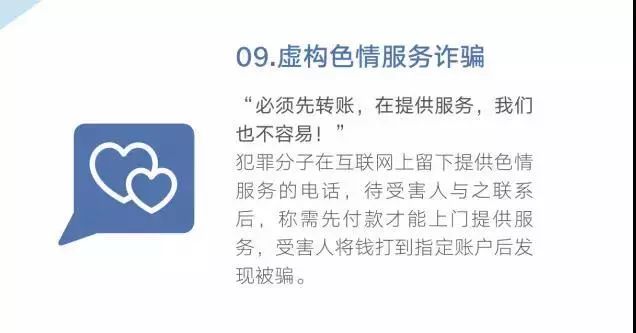 09.虚构色情服务诈骗
“必须先转账，在提供服务，我们
也不容易！”
犯罪分子在互联网上留下提供色情
服务的电话，待受害人与之联系
后，称需先付款才能上门提供服
务，受害人将钱打到指定账户后发
现被骗。